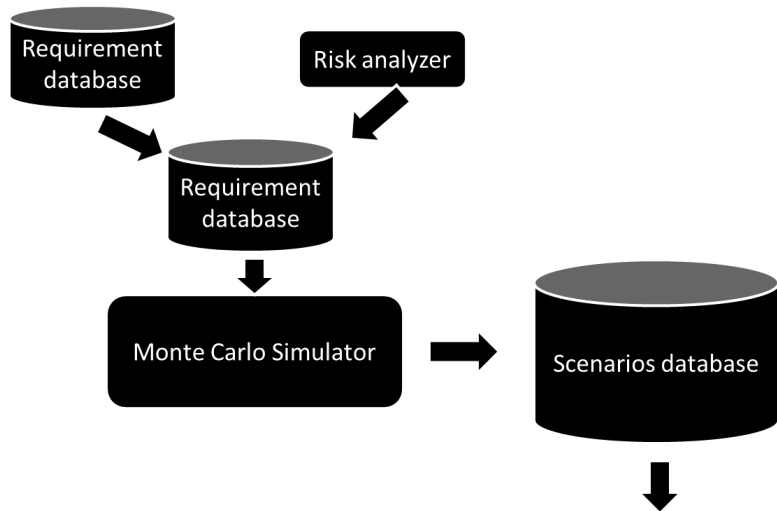 Requirement
database
Risk analyzer
Requirement
database
Monte Carlo Simulator
Scenarios database